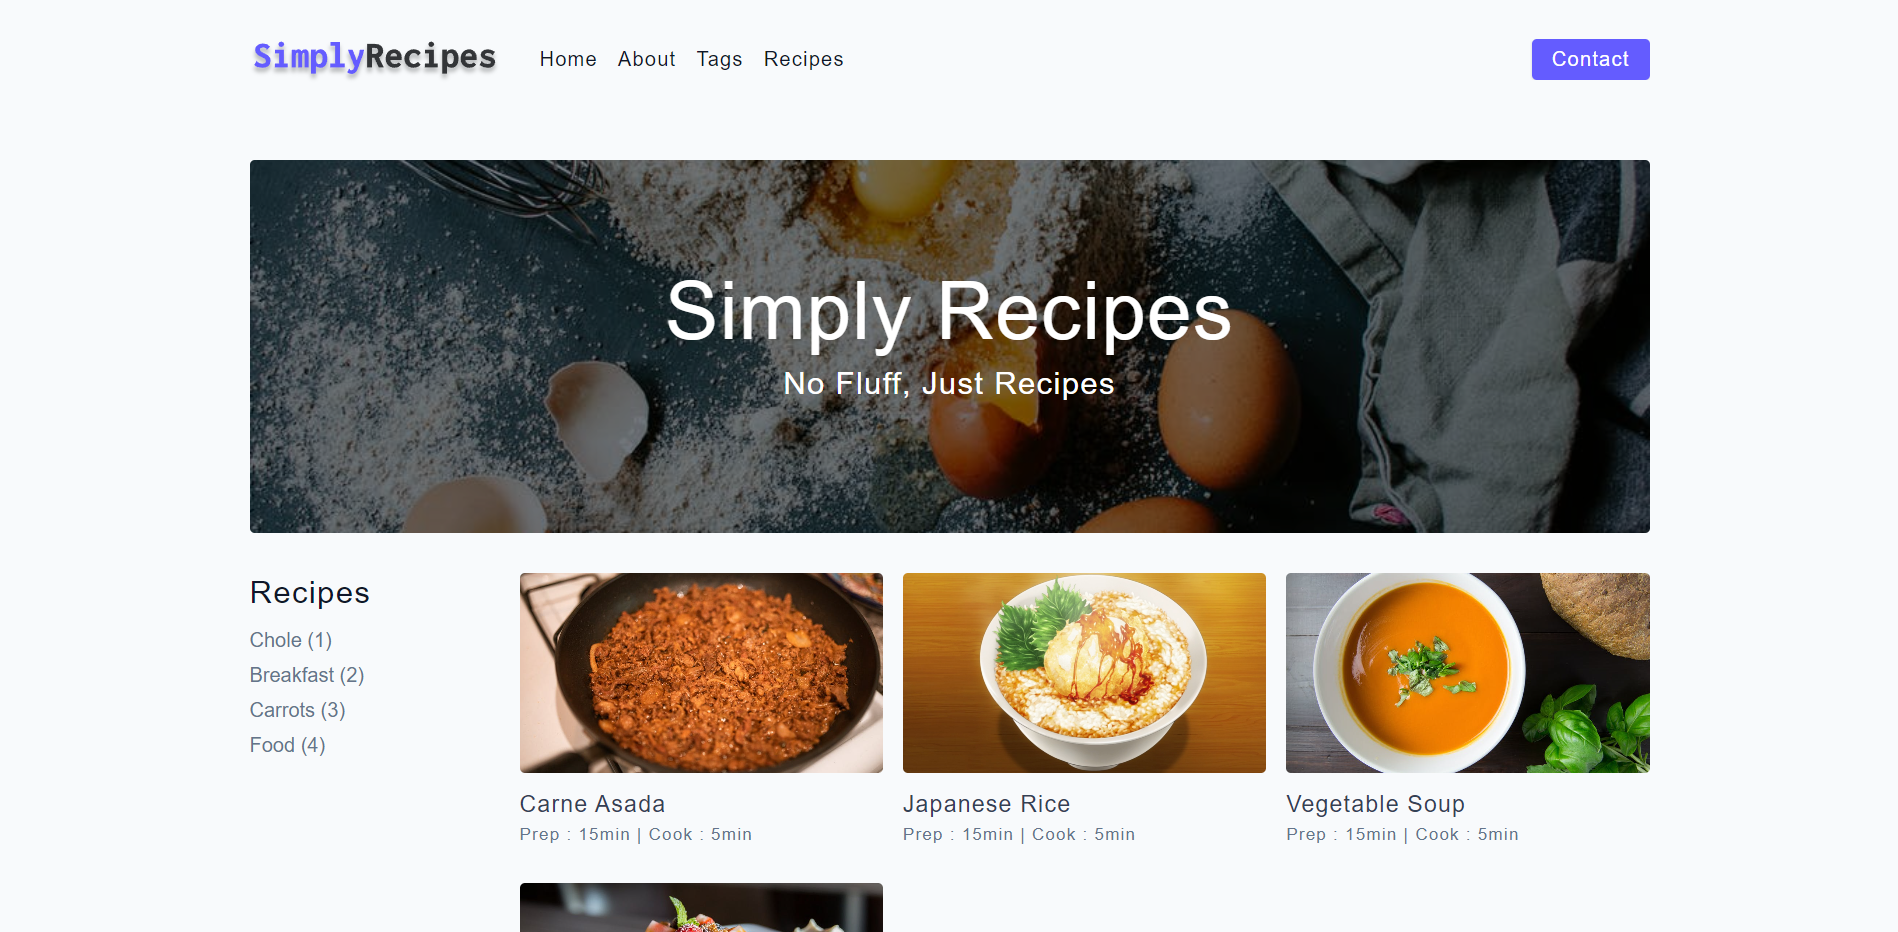 SimplyRecipes
Home About Tags Recipes
Contact
Simply Recipes
No Fluff, Just Recipes
Recipes
Chole (1)
Breakfast (2)
Carrots (3)
Food (4)
Carne Asada
Prep : 15min | Cook : 5min
Japanese Rice
Prep : 15min | Cook : 5min
Vegetable Soup
Prep : 15min | Cook : 5min